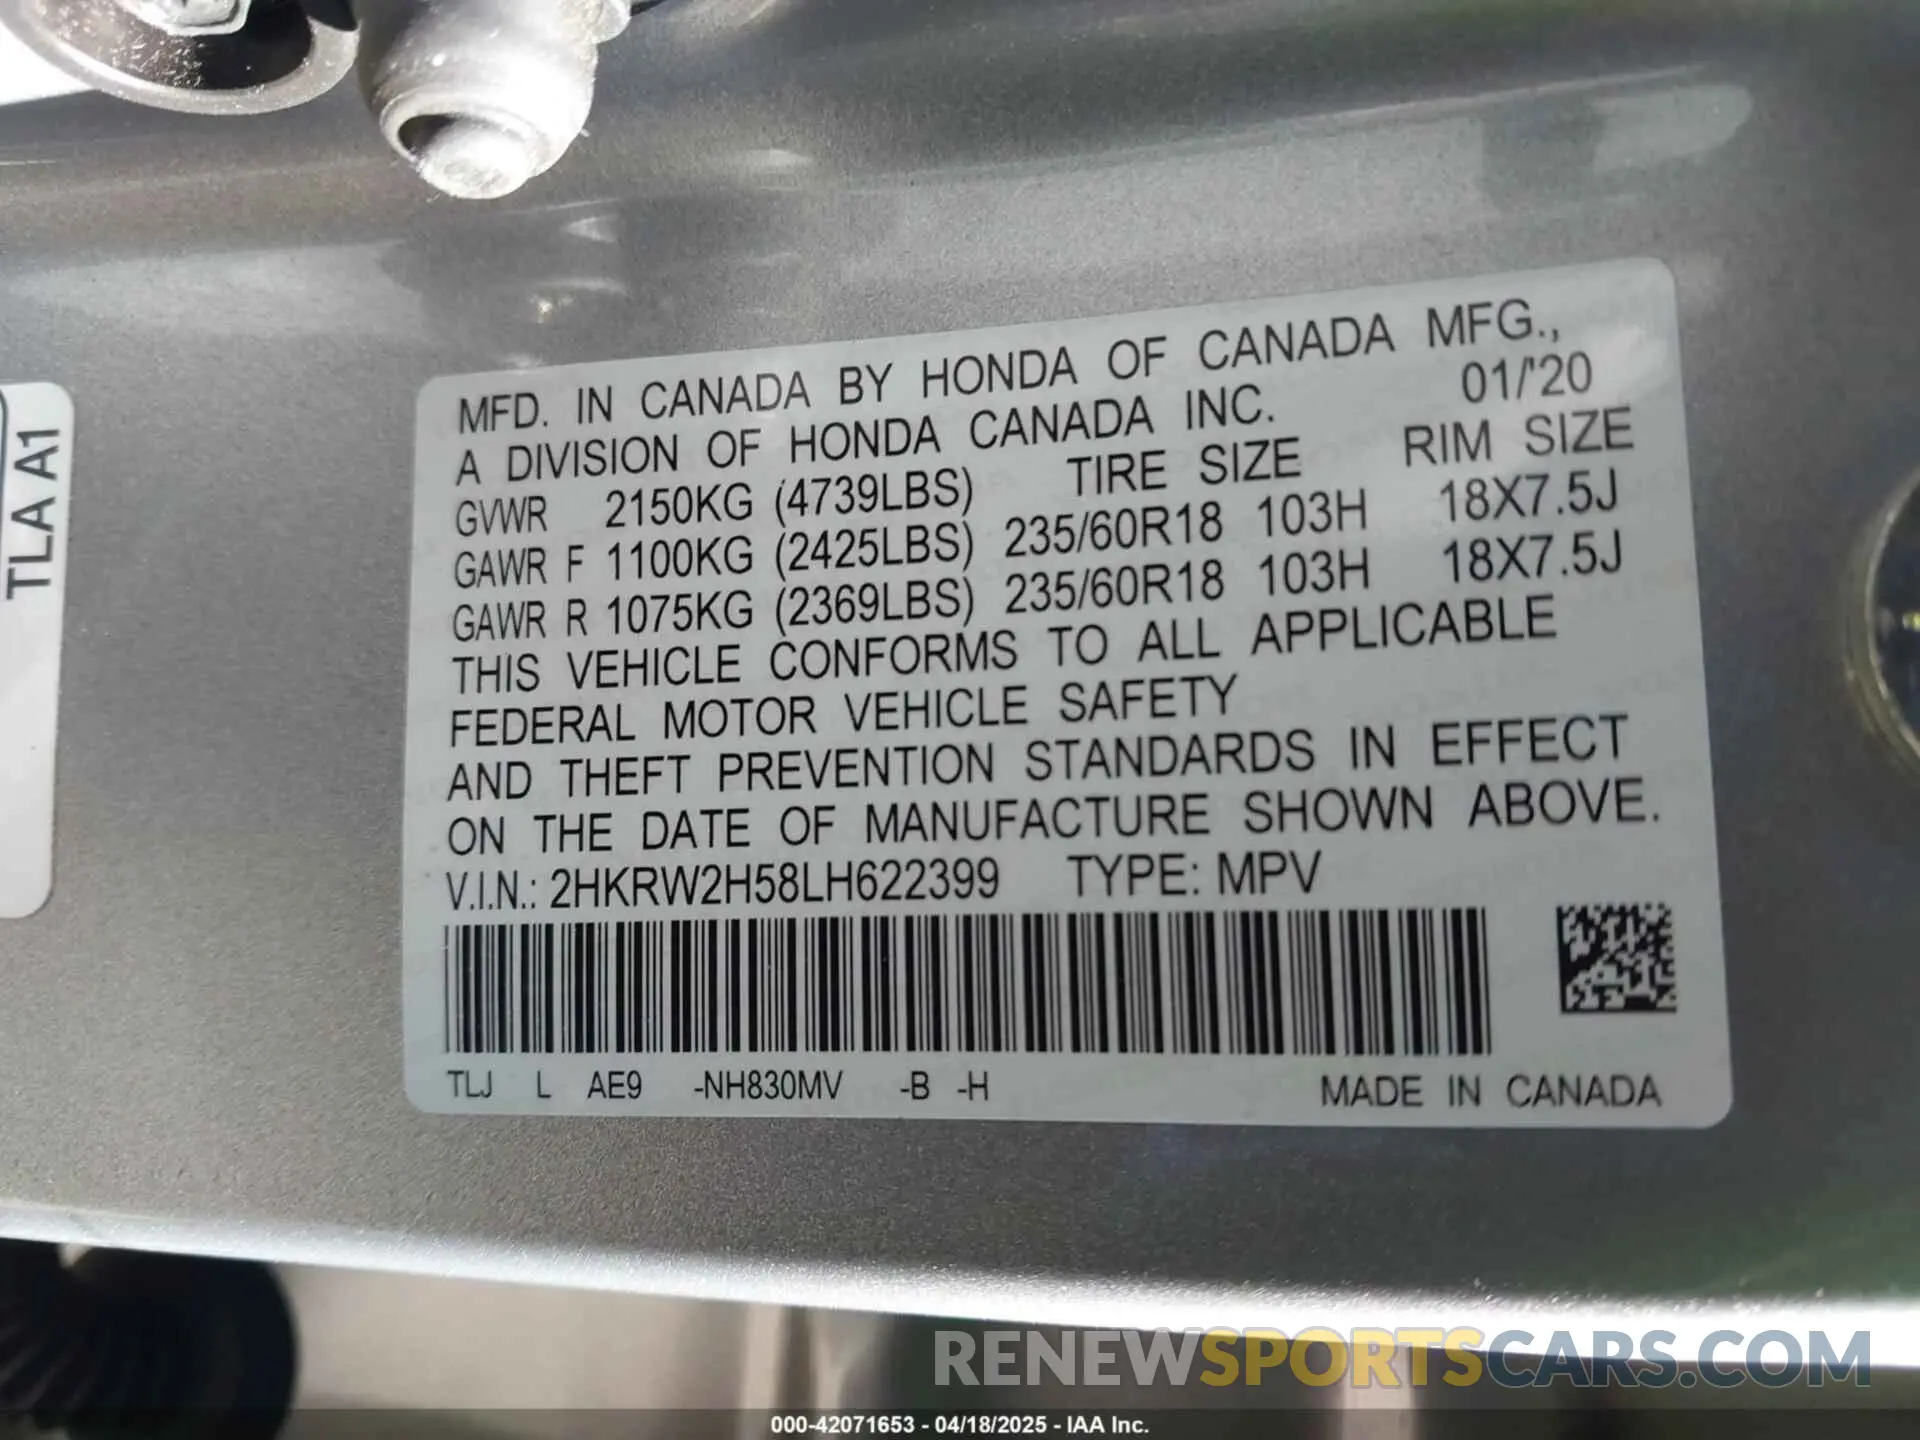 TLA A1
MFD. IN CANADA BY HONDA OF CANADA MFG.,
A DIVISION OF HONDA CANADA INC. 01/'20
GVWR 2150KG (4739LBS) TIRE SIZE RIM SIZE
GAWR F 1100KG (2425LBS) 235/60R18 103H 18X7.5J
GAWR R 1075KG (2369LBS) 235/60R18 103H 18X7.5J
THIS VEHICLE CONFORMS TO ALL APPLICABLE
FEDERAL MOTOR VEHICLE SAFETY
AND THEFT PREVENTION STANDARDS IN EFFECT
ON THE DATE OF MANUFACTURE SHOWN ABOVE.
V.I.N.: 2HKRW2H58LH622399 TYPE: MPV
TLJ L AE9 -NH830MV -B -H MADE IN CANADA
RENEWSPORTSCARS.COM
000-42071653 - 04/18/2025 - IAA Inc.